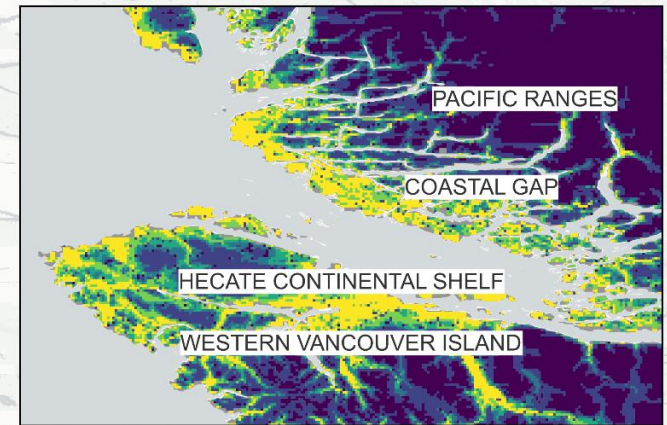 PACIFIC RANGES
COASTAL GAP
HECATE CONTINENTAL SHELF
WESTERN VANCOUVER ISLAND